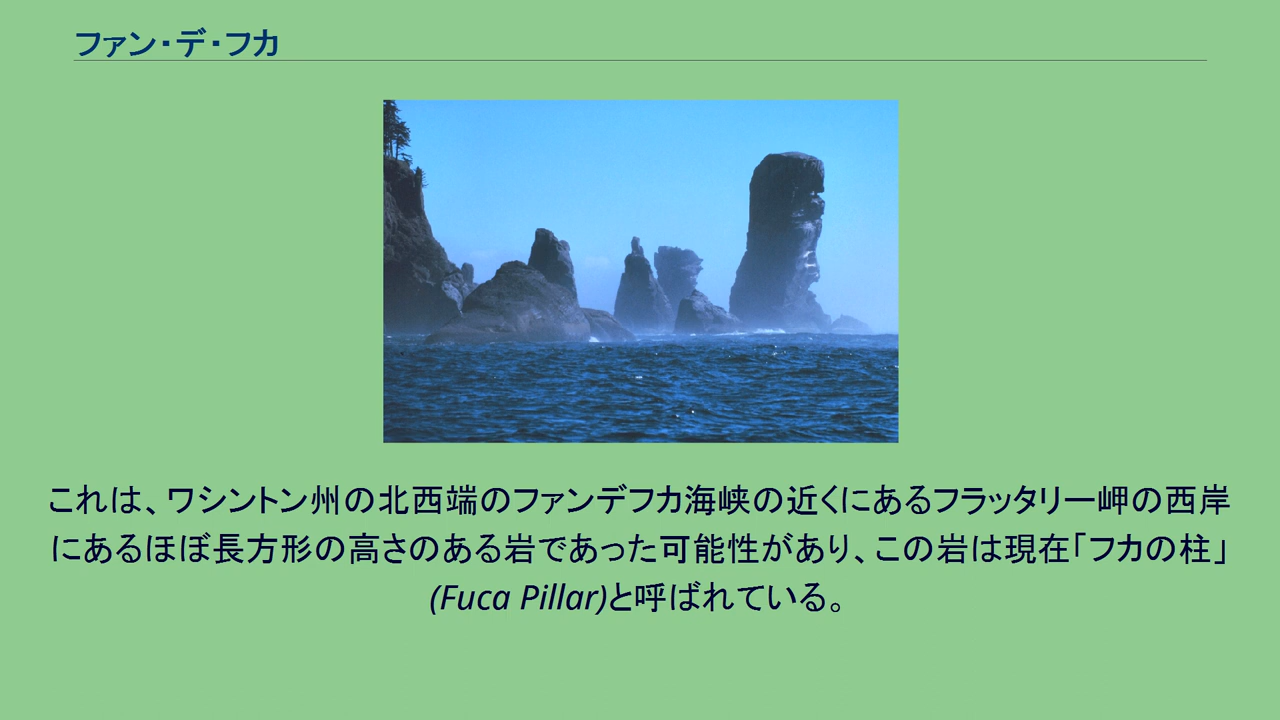 ファン・デ・フカ
これは、ワシントン州の北西端のファンデフカ海峡の近くにあるフラッタリー岬の西岸
にあるほぼ長方形の高さのある岩であった可能性があり、この岩は現在「フカの柱」
(Fuca Pillar)と呼ばれている。